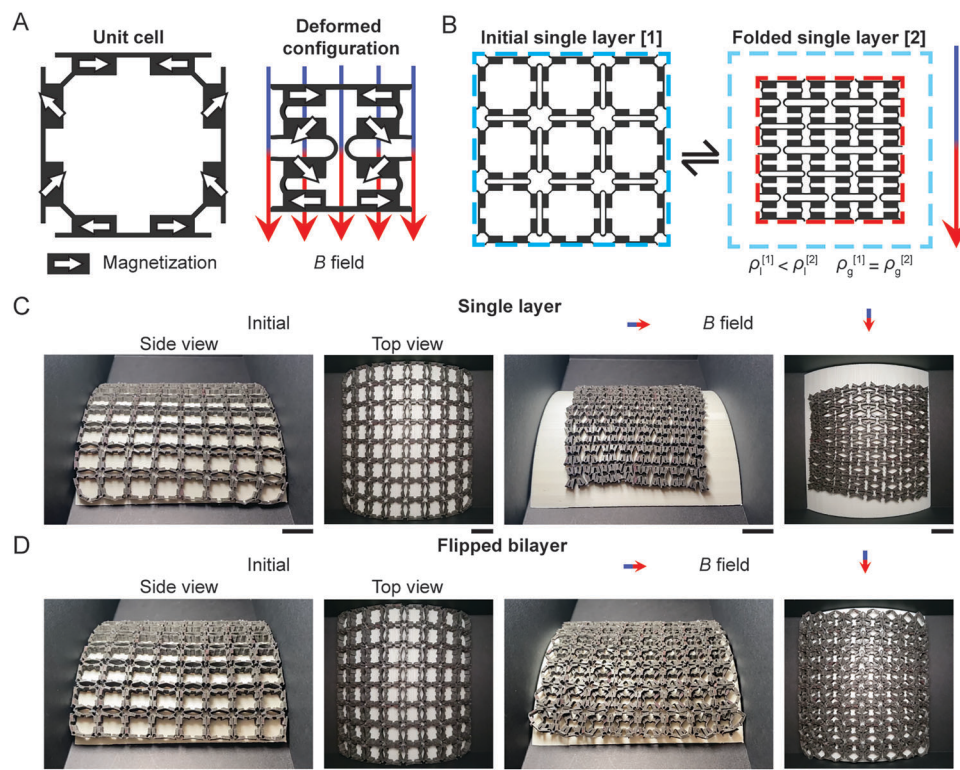 A
Unit cell
Deformed
configuration
Magnetization
B field
B
Initial single layer [1]
Folded single layer [2]
ρl[1] < ρl[2] ρg[1] = ρg[2]
C
Single layer
Initial
B field
Side view
Top view
D
Flipped bilayer
Initial
B field
Side view
Top view